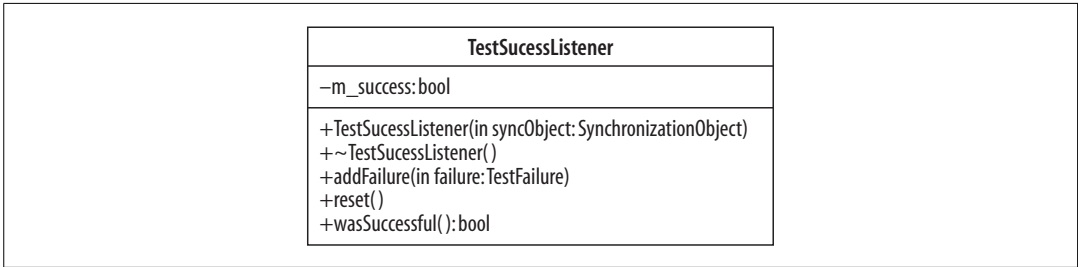 TestSucessListener
–m_success: bool
+TestSucessListener(in syncObject: SynchronizationObject)
+~TestSucessListener( )
+addFailure(in failure: TestFailure)
+reset( )
+wasSuccessful( ): bool